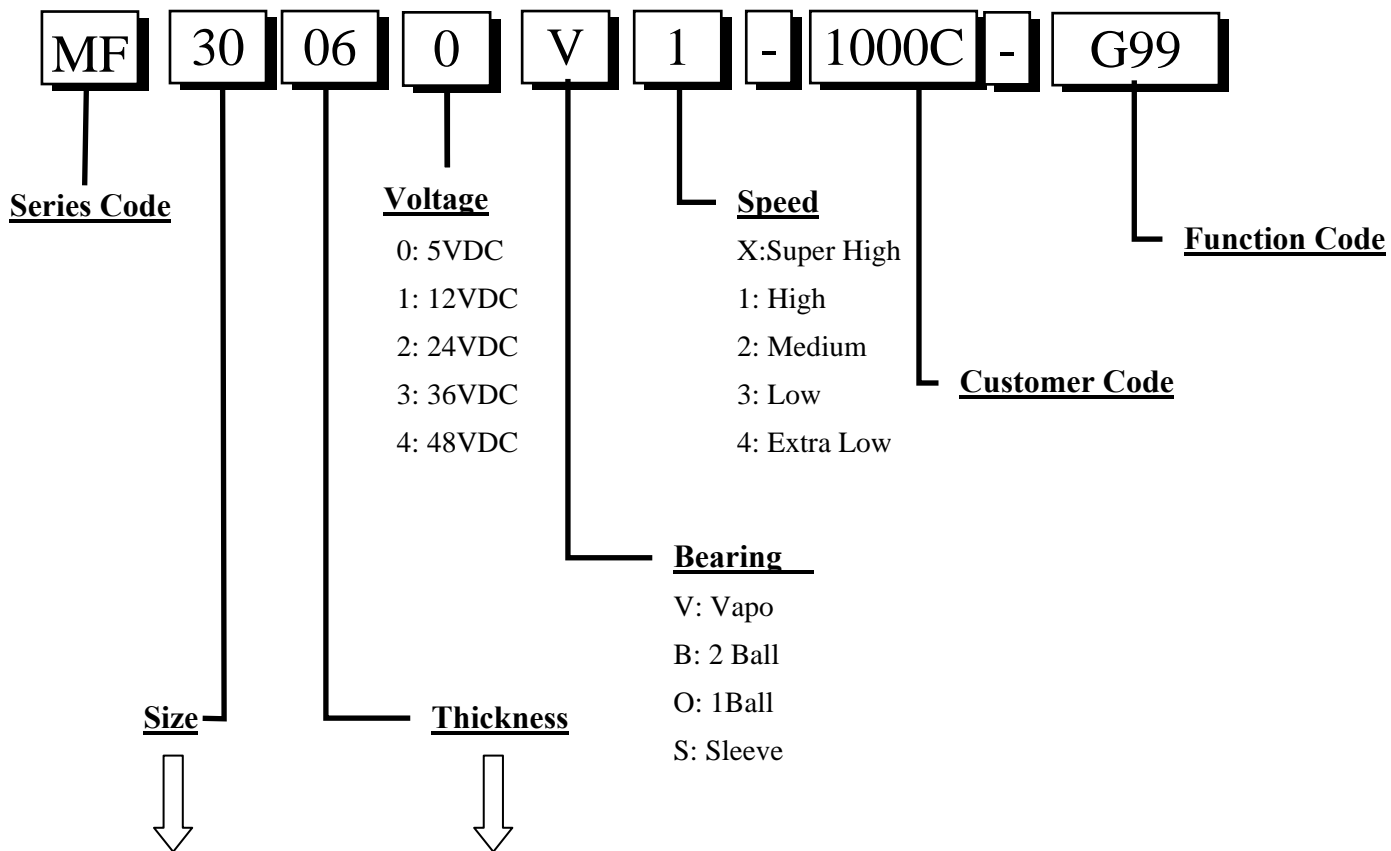 MF 30 06 0 V 1 - 1000C - G99
Series Code
Voltage
0: 5VDC
1: 12VDC
2: 24VDC
3: 36VDC
4: 48VDC
Speed
X:Super High
1: High
2: Medium
3: Low
4: Extra Low
Function Code
Customer Code
Bearing
V: Vapo
B: 2 Ball
O: 1Ball
S: Sleeve
Size
Thickness